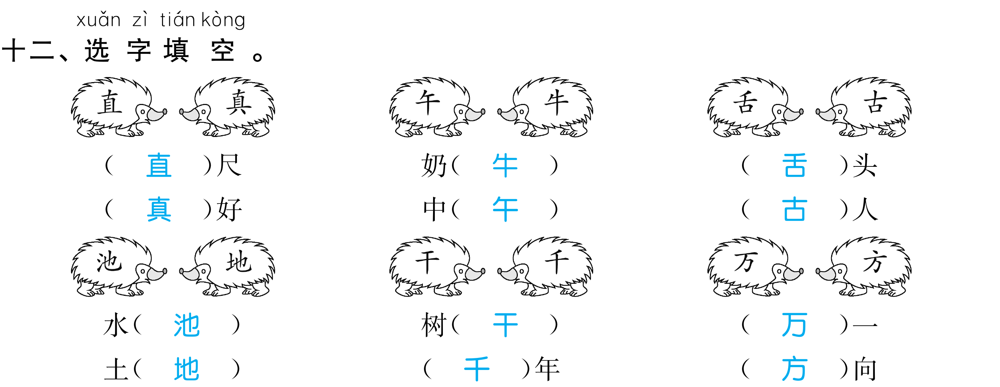 xuǎn zì tián kòng
十二、选字填空。
直 真 午 牛 舌 古
（直）尺 奶（牛） （舌）头
（真）好 中（午） （古）人
池 地 干 千 万 方
水（池） 树（干） （万）一
土（地） （千）年 （方）向